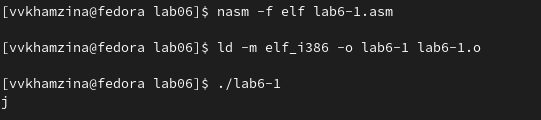 [vvkhamzina@fedora lab06]$ nasm -f elf lab6-1.asm
[vvkhamzina@fedora lab06]$ ld -m elf_i386 -o lab6-1 lab6-1.o
[vvkhamzina@fedora lab06]$ ./lab6-1
j